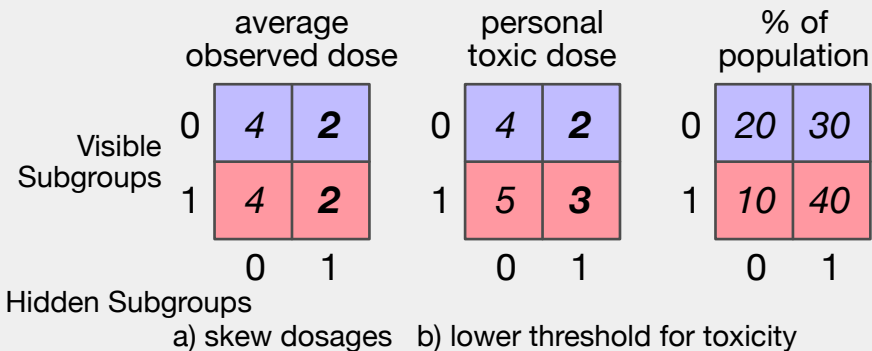 average
observed dose
personal
toxic dose
% of
population
Visible
Subgroups
0 4 2
1 4 2
0 1
0 4 2
1 5 3
0 1
0 20 30
1 10 40
0 1
Hidden Subgroups
a) skew dosages b) lower threshold for toxicity